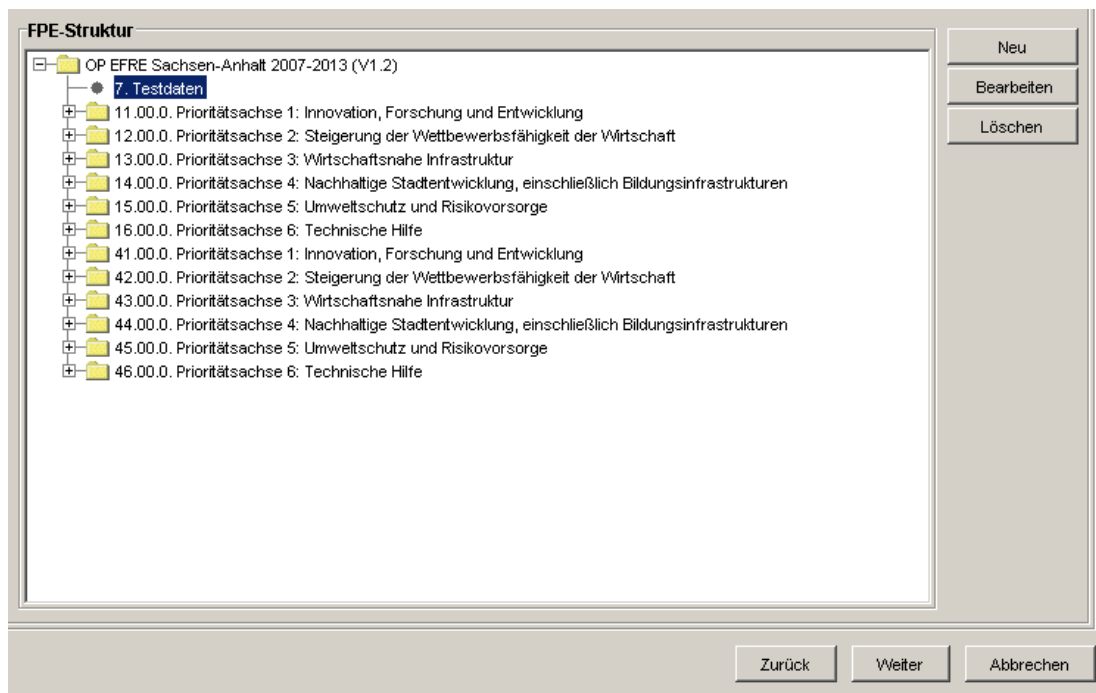 FPE-Struktur
OP EFRE Sachsen-Anhalt 2007-2013 (V1.2)
7. Testdaten
11.00.0. Prioritätsachse 1: Innovation, Forschung und Entwicklung
12.00.0. Prioritätsachse 2: Steigerung der Wettbewerbsfähigkeit der Wirtschaft
13.00.0. Prioritätsachse 3: Wirtschaftsnahe Infrastruktur
14.00.0. Prioritätsachse 4: Nachhaltige Stadtentwicklung, einschließlich Bildungsinfrastrukturen
15.00.0. Prioritätsachse 5: Umweltschutz und Risikovorsorge
16.00.0. Prioritätsachse 6: Technische Hilfe
41.00.0. Prioritätsachse 1: Innovation, Forschung und Entwicklung
42.00.0. Prioritätsachse 2: Steigerung der Wettbewerbsfähigkeit der Wirtschaft
43.00.0. Prioritätsachse 3: Wirtschaftsnahe Infrastruktur
44.00.0. Prioritätsachse 4: Nachhaltige Stadtentwicklung, einschließlich Bildungsinfrastrukturen
45.00.0. Prioritätsachse 5: Umweltschutz und Risikovorsorge
46.00.0. Prioritätsachse 6: Technische Hilfe
Neu
Bearbeiten
Löschen
Zurück
Weiter
Abbrechen